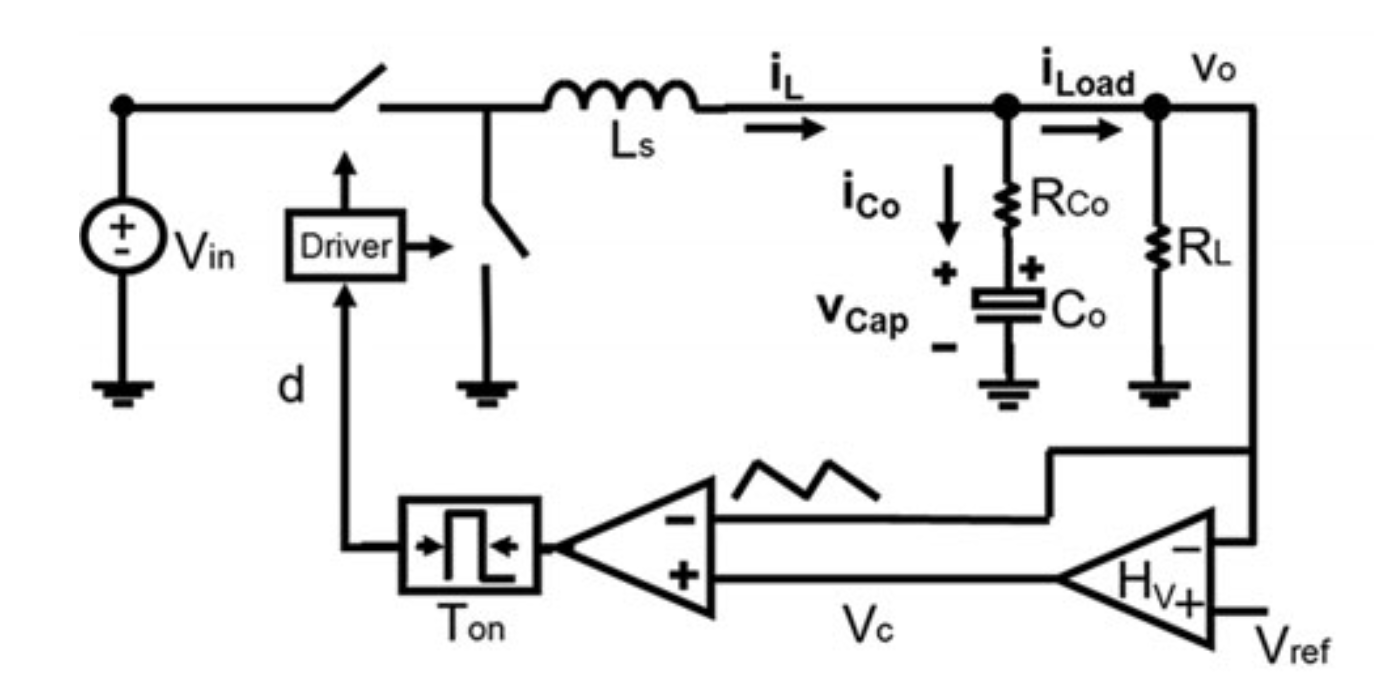 iL
iLoad
vo
Ls
iCo
RCo
+
-
Vin
Driver
+
+
RL
vCap
Co
-
d
-
+
-
HV
+
Ton
Vc
Vref